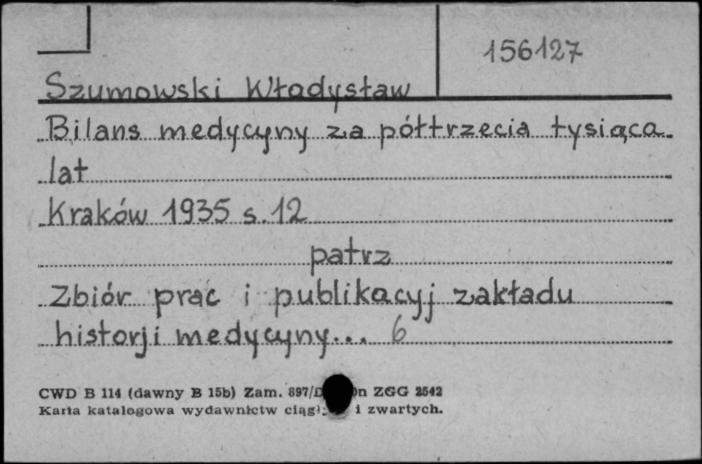 156127
Szumowski Władysław
Bilans medycyny za półtrzecia tysiąca
lat
Kraków 1935 s. 12
patrz
Zbiór prac i publikacyj zakładu
historji medycyny... 6
CWD B 114 (dawny B 15b) Zam. 897/D n ZGG 2542
Karta katalogowa wydawnictw ciągł i zwartych.